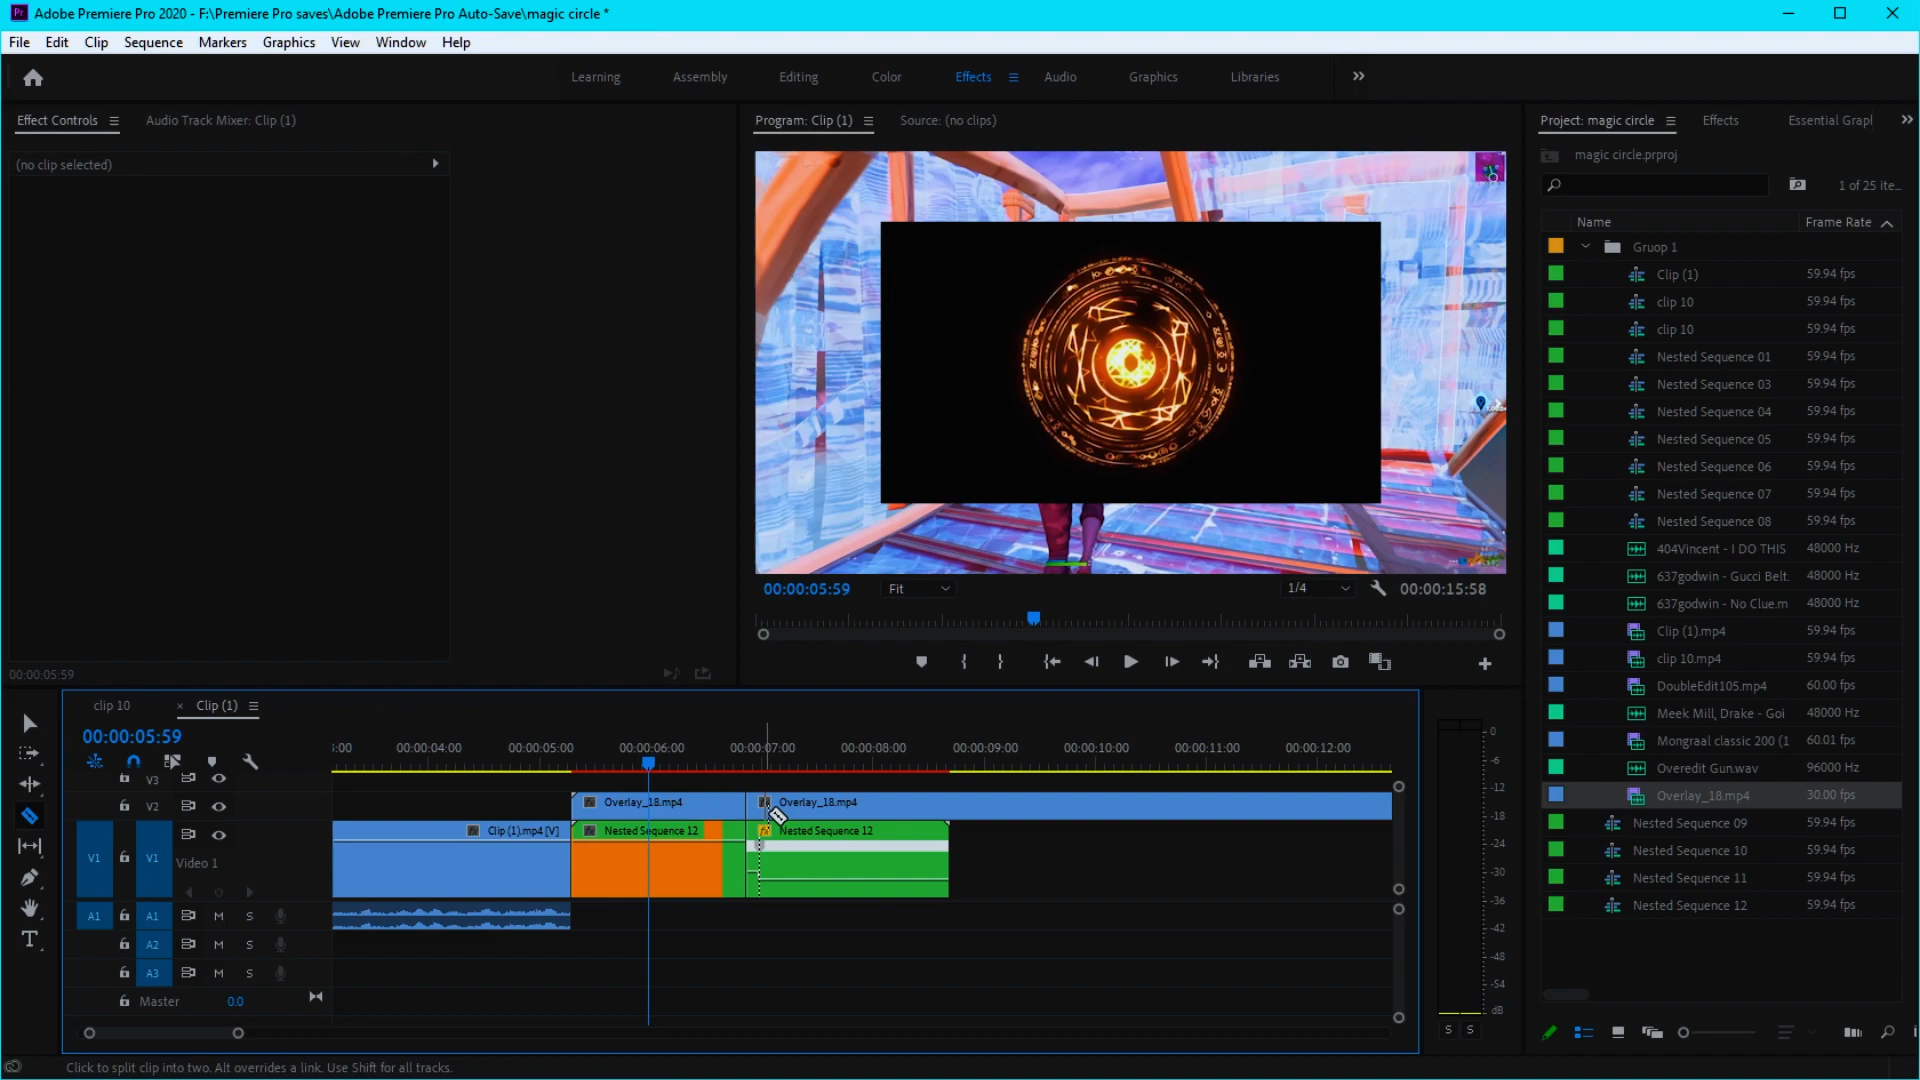 Adobe Premiere Pro 2020 - F:\Premiere Pro saves\Adobe Premiere Pro Auto-Save\magic circle *
File Edit Clip Sequence Markers Graphics View Window Help
Learning Assembly Editing Color Effects Audio Graphics Libraries
Effect Controls Audio Track Mixer: Clip (1)
(no clip selected)
00:00:05:59
Program: Clip (1) Source: (no clips)
00:00:05:59 Fit 1/4 00:00:15:58
Project: magic circle Effects Essential Grapl
magic circle.prproj
1 of 25 ite...
Name Frame Rate
Gruop 1
Clip (1) 59.94 fps
clip 10 59.94 fps
clip 10 59.94 fps
Nested Sequence 01 59.94 fps
Nested Sequence 03 59.94 fps
Nested Sequence 04 59.94 fps
Nested Sequence 05 59.94 fps
Nested Sequence 06 59.94 fps
Nested Sequence 07 59.94 fps
Nested Sequence 08 59.94 fps
404Vincent - I DO THIS 48000 Hz
637godwin - Gucci Belt. 48000 Hz
637godwin - No Clue.m 48000 Hz
Clip (1).mp4 59.94 fps
clip 10.mp4 59.94 fps
DoubleEdit105.mp4 60.00 fps
Meek Mill, Drake - Goi 48000 Hz
Mongraal classic 200 (1 60.01 fps
Overedit Gun.wav 96000 Hz
Overlay_18.mp4 30.00 fps
Nested Sequence 09 59.94 fps
Nested Sequence 10 59.94 fps
Nested Sequence 11 59.94 fps
Nested Sequence 12 59.94 fps
clip 10 × Clip (1)
00:00:05:59
:00 00:00:04:00 00:00:05:00 00:00:06:00 00:00:07:00 00:00:08:00 00:00:09:00 00:00:10:00 00:00:11:00 00:00:12:00
V3
V2 Overlay_18.mp4 Overlay_18.mp4
Clip (1).mp4 [V] Nested Sequence 12 Nested Sequence 12
V1 V1 Video 1
A1 A1 M S
A2 M S
A3 M S
Master 0.0
0
-6
-12
-18
-24
-30
-36
-42
-48
-54
dB
S S
Click to split clip into two. Alt overrides a link. Use Shift for all tracks.